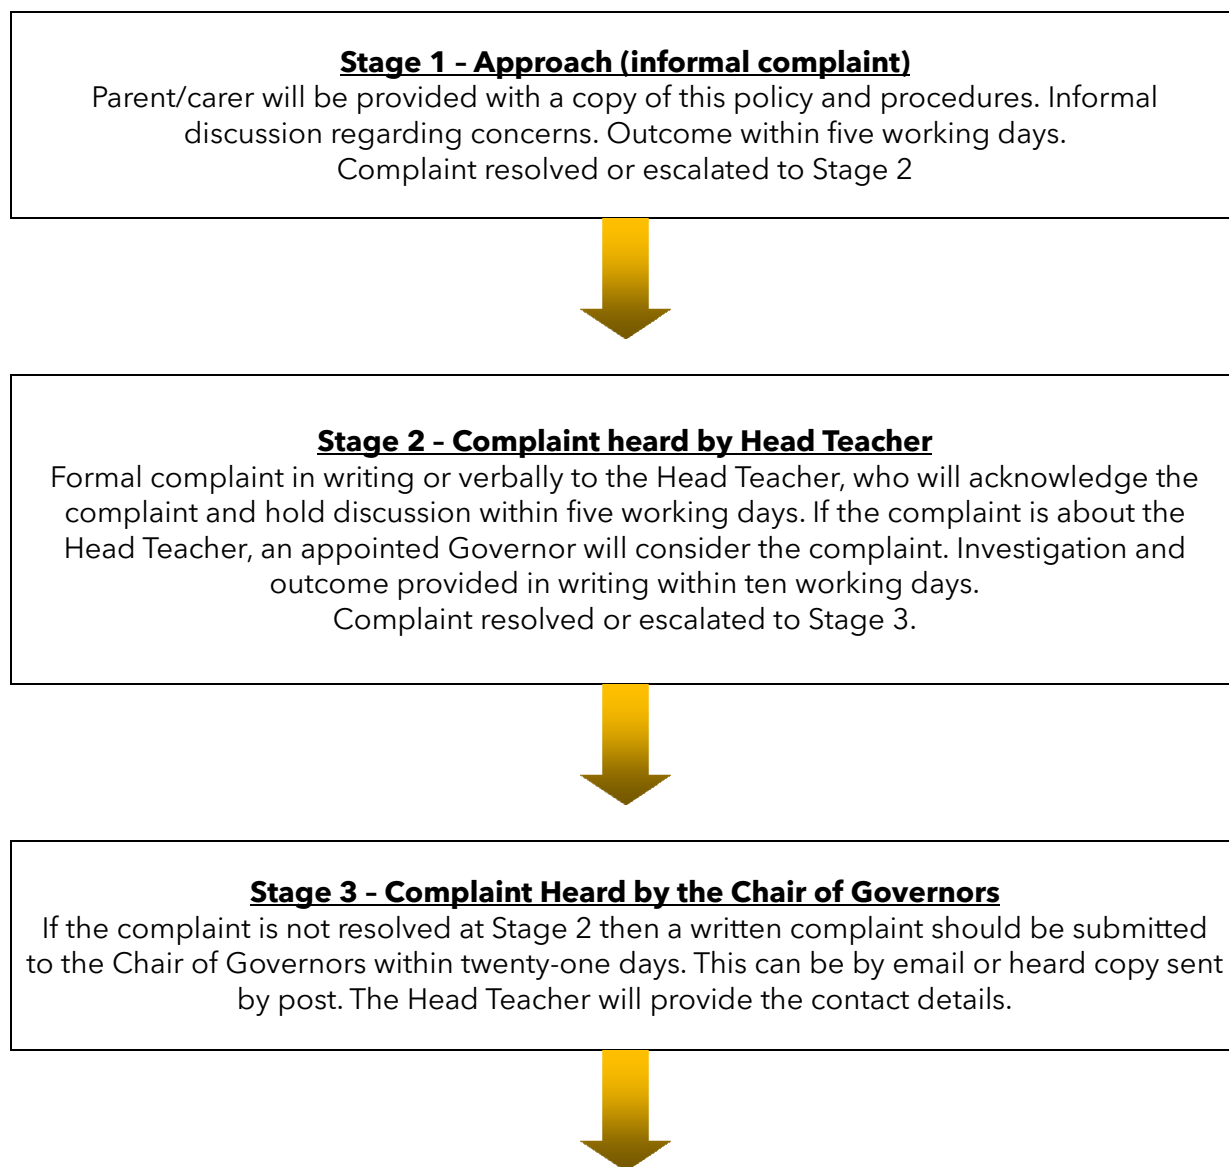 Stage 1 – Approach (informal complaint)
Parent/carer will be provided with a copy of this policy and procedures. Informal
discussion regarding concerns. Outcome within five working days.
Complaint resolved or escalated to Stage 2
Stage 2 – Complaint heard by Head Teacher
Formal complaint in writing or verbally to the Head Teacher, who will acknowledge the
complaint and hold discussion within five working days. If the complaint is about the
Head Teacher, an appointed Governor will consider the complaint. Investigation and
outcome provided in writing within ten working days.
Complaint resolved or escalated to Stage 3.
Stage 3 – Complaint Heard by the Chair of Governors
If the complaint is not resolved at Stage 2 then a written complaint should be submitted
to the Chair of Governors within twenty-one days. This can be by email or heard copy sent
by post. The Head Teacher will provide the contact details.